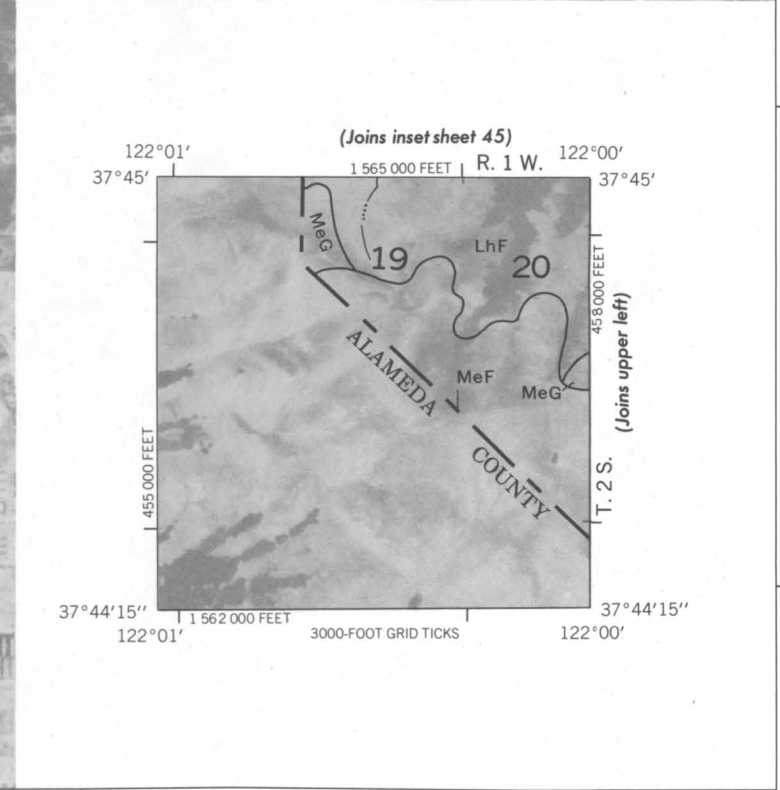 (Joins inset sheet 45)
122°01'
1 565 000 FEET
R. 1 W.
122°00'
37°45'
37°45'
MeG
19
LhF
20
458000 FEET
(Joins upper left)
ALAMEDA
MeF
MeG
COUNTY
455 000 FEET
T. 2 S.
37°44'15''
1 562 000 FEET
37°44'15''
122°01'
3000-FOOT GRID TICKS
122°00'